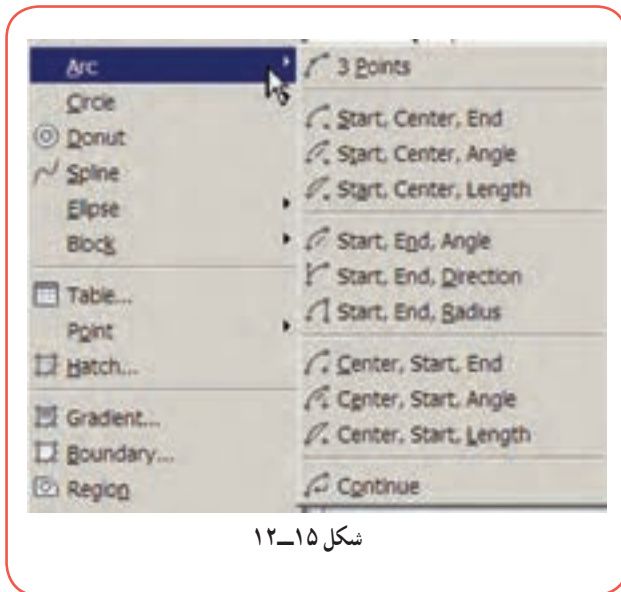 Arc
Circle
Donut
Spline
Ellipse
Block
Table...
Point
Hatch...
Gradient...
Boundary...
Region
3 Points
Start, Center, End
Start, Center, Angle
Start, Center, Length
Start, End, Angle
Start, End, Direction
Start, End, Radius
Center, Start, End
Center, Start, Angle
Center, Start, Length
Continue
شکل ۱۵ــ۱۲